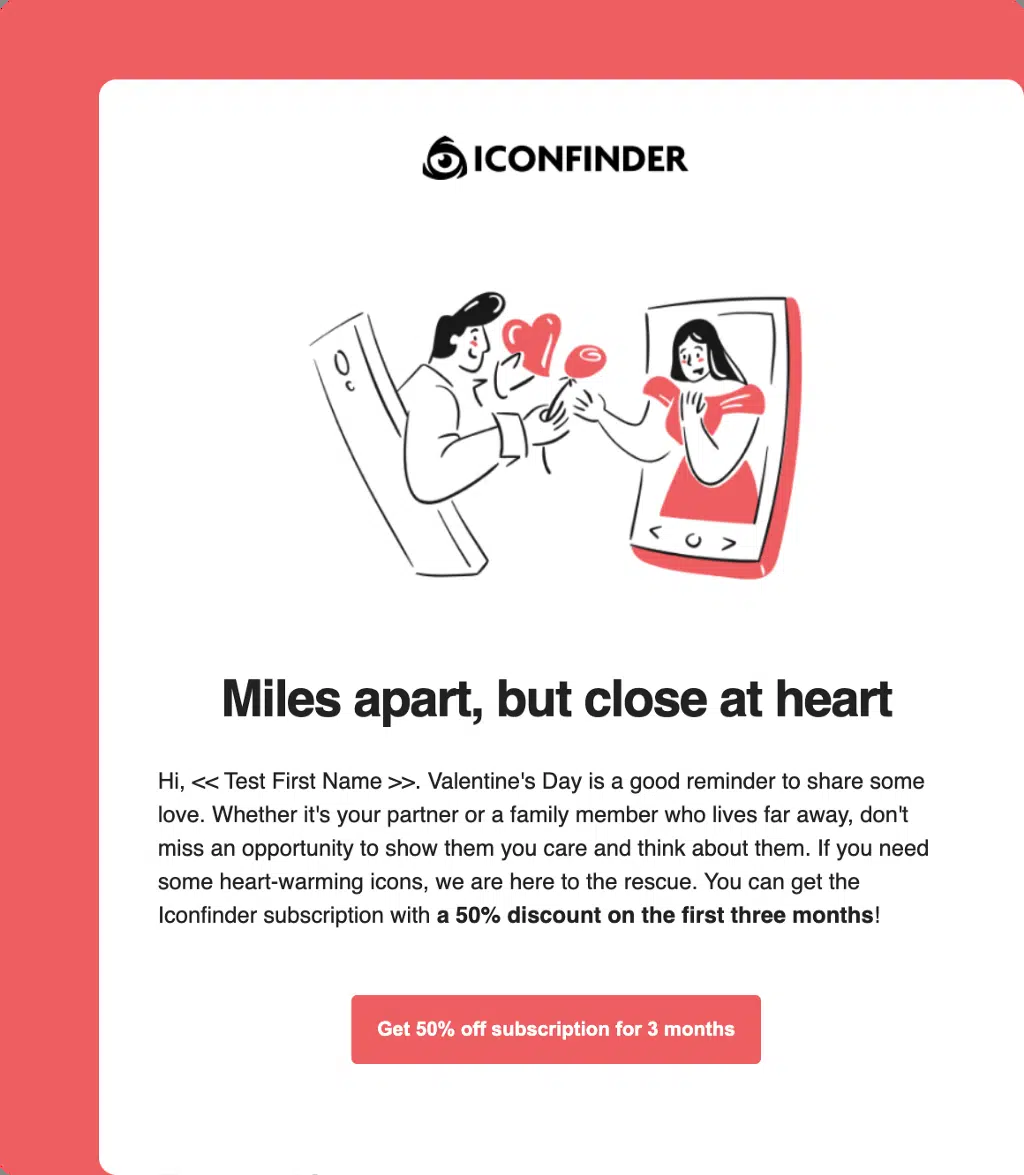 ICONFINDER
Miles apart, but close at heart
Hi, << Test First Name >>. Valentine's Day is a good reminder to share some
love. Whether it's your partner or a family member who lives far away, don't
miss an opportunity to show them you care and think about them. If you need
some heart-warming icons, we are here to the rescue. You can get the
Iconfinder subscription with a 50% discount on the first three months!
Get 50% off subscription for 3 months